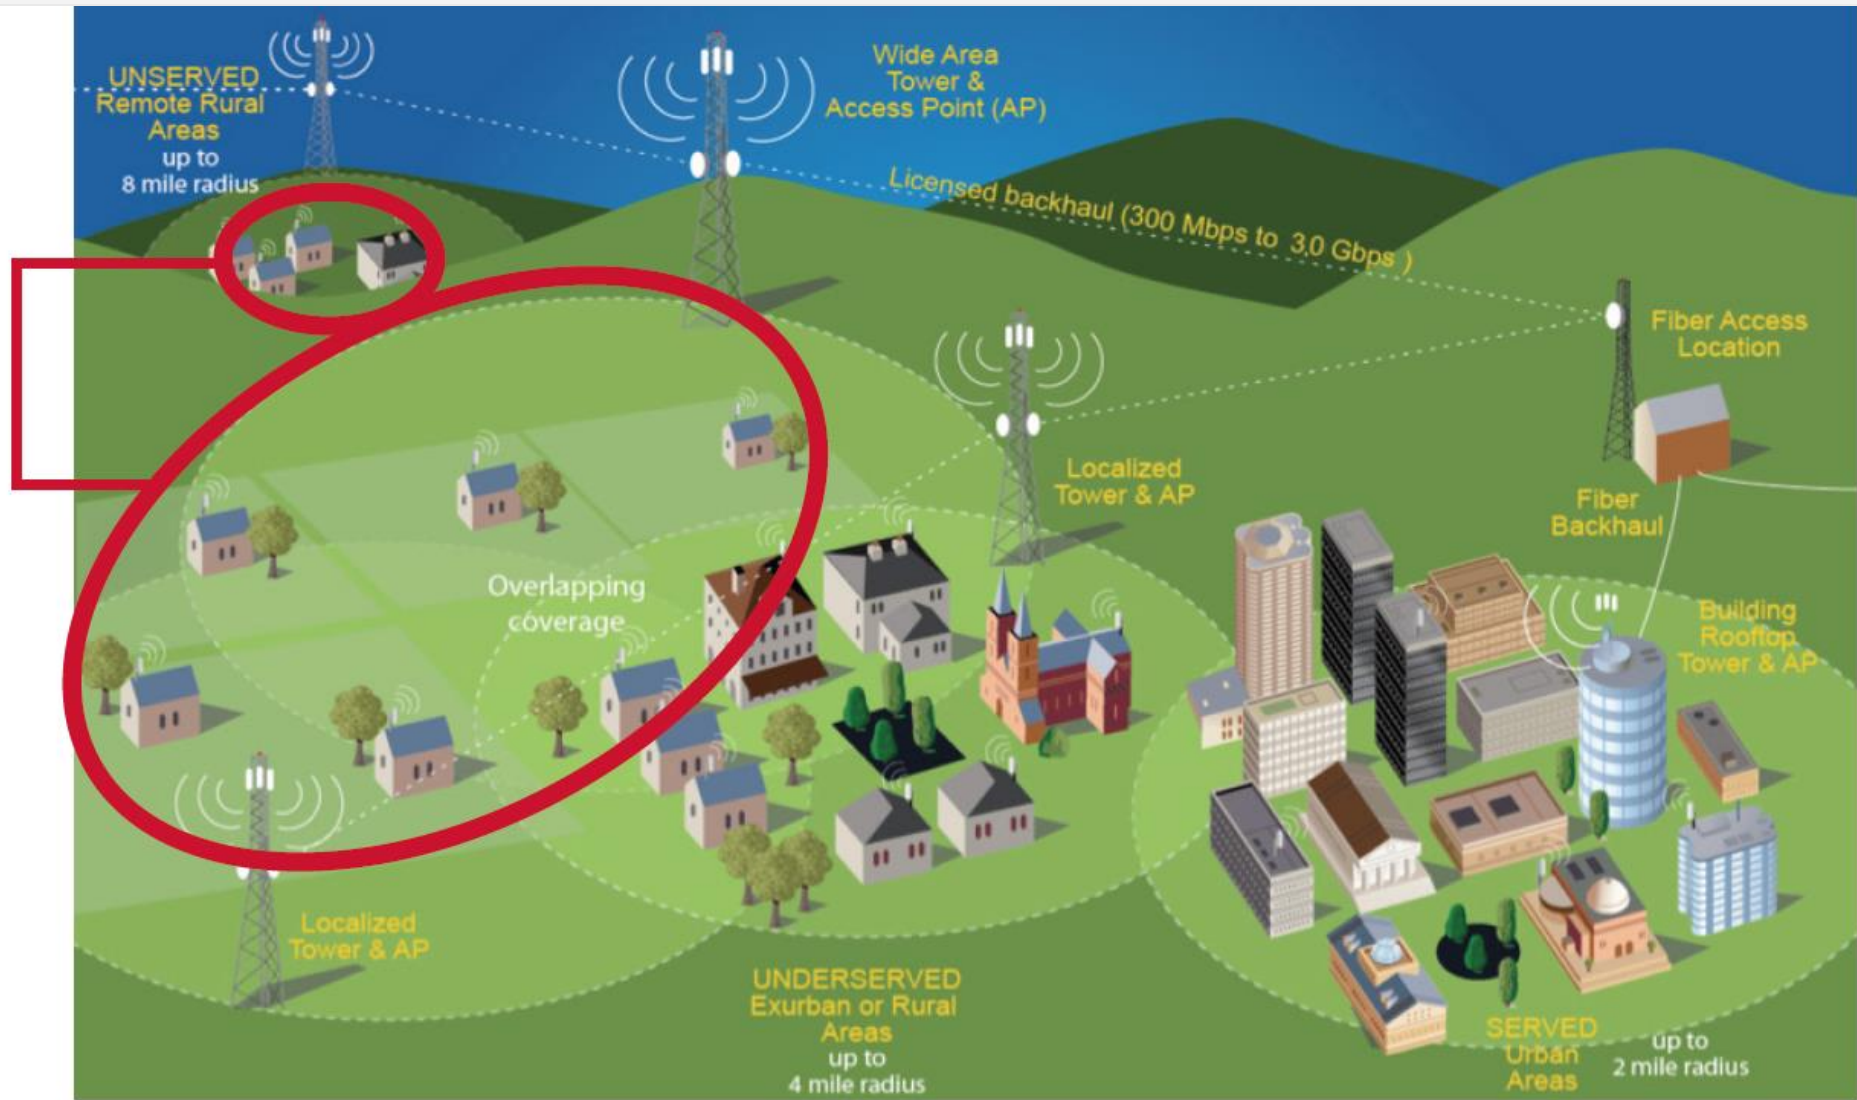 UNSERVED
Remote Rural
Areas
up to
8 mile radius
Wide Area
Tower &
Access Point (AP)
Licensed backhaul (300 Mbps to 3.0 Gbps )
Fiber Access
Location
Localized
Tower & AP
Fiber
Backhaul
Overlapping
coverage
Building
Rooftop
Tower & AP
Localized
Tower & AP
UNDERSERVED
Exurban or Rural
Areas
up to
4 mile radius
SERVED
Urban
Areas
up to
2 mile radius